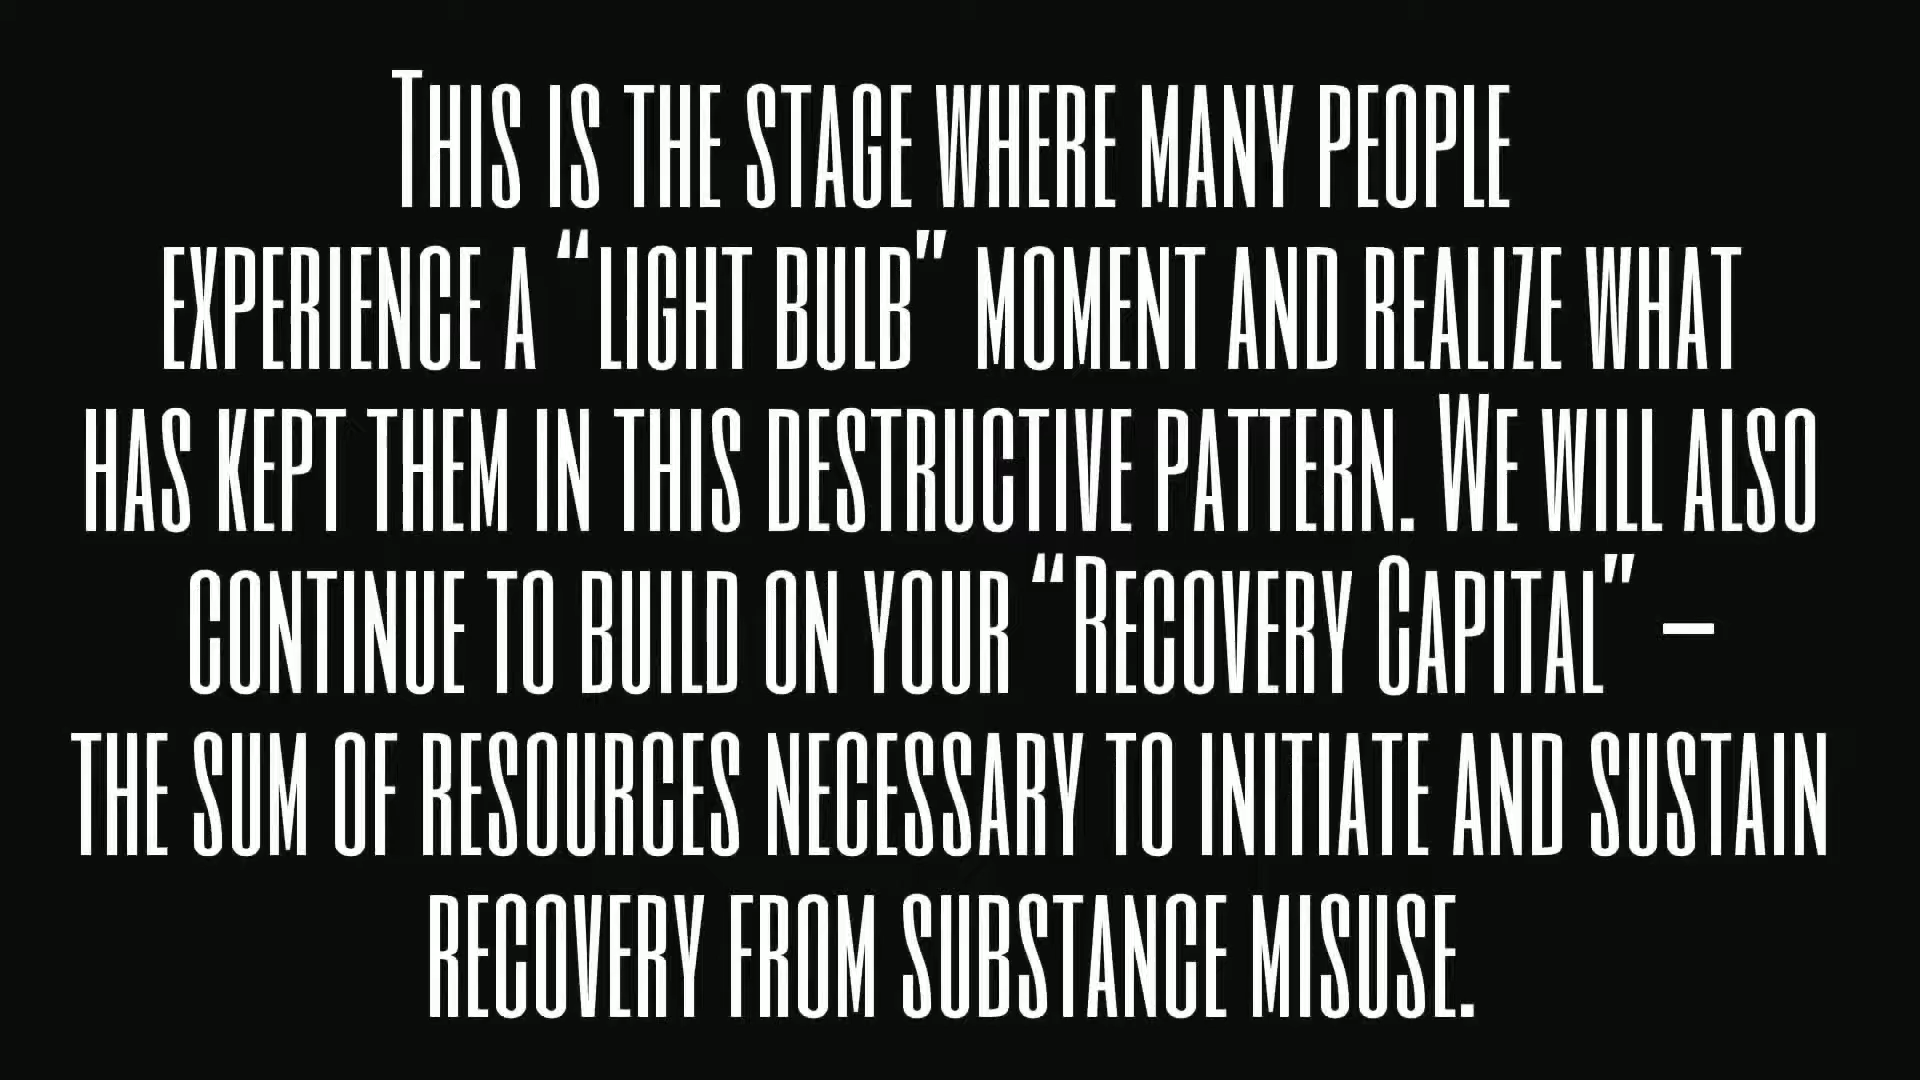 This is the stage where many people
experience a “light bulb” moment and realize what
has kept them in this destructive pattern. We will also
continue to build on your “Recovery Capital” –
the sum of resources necessary to initiate and sustain
recovery from substance misuse.